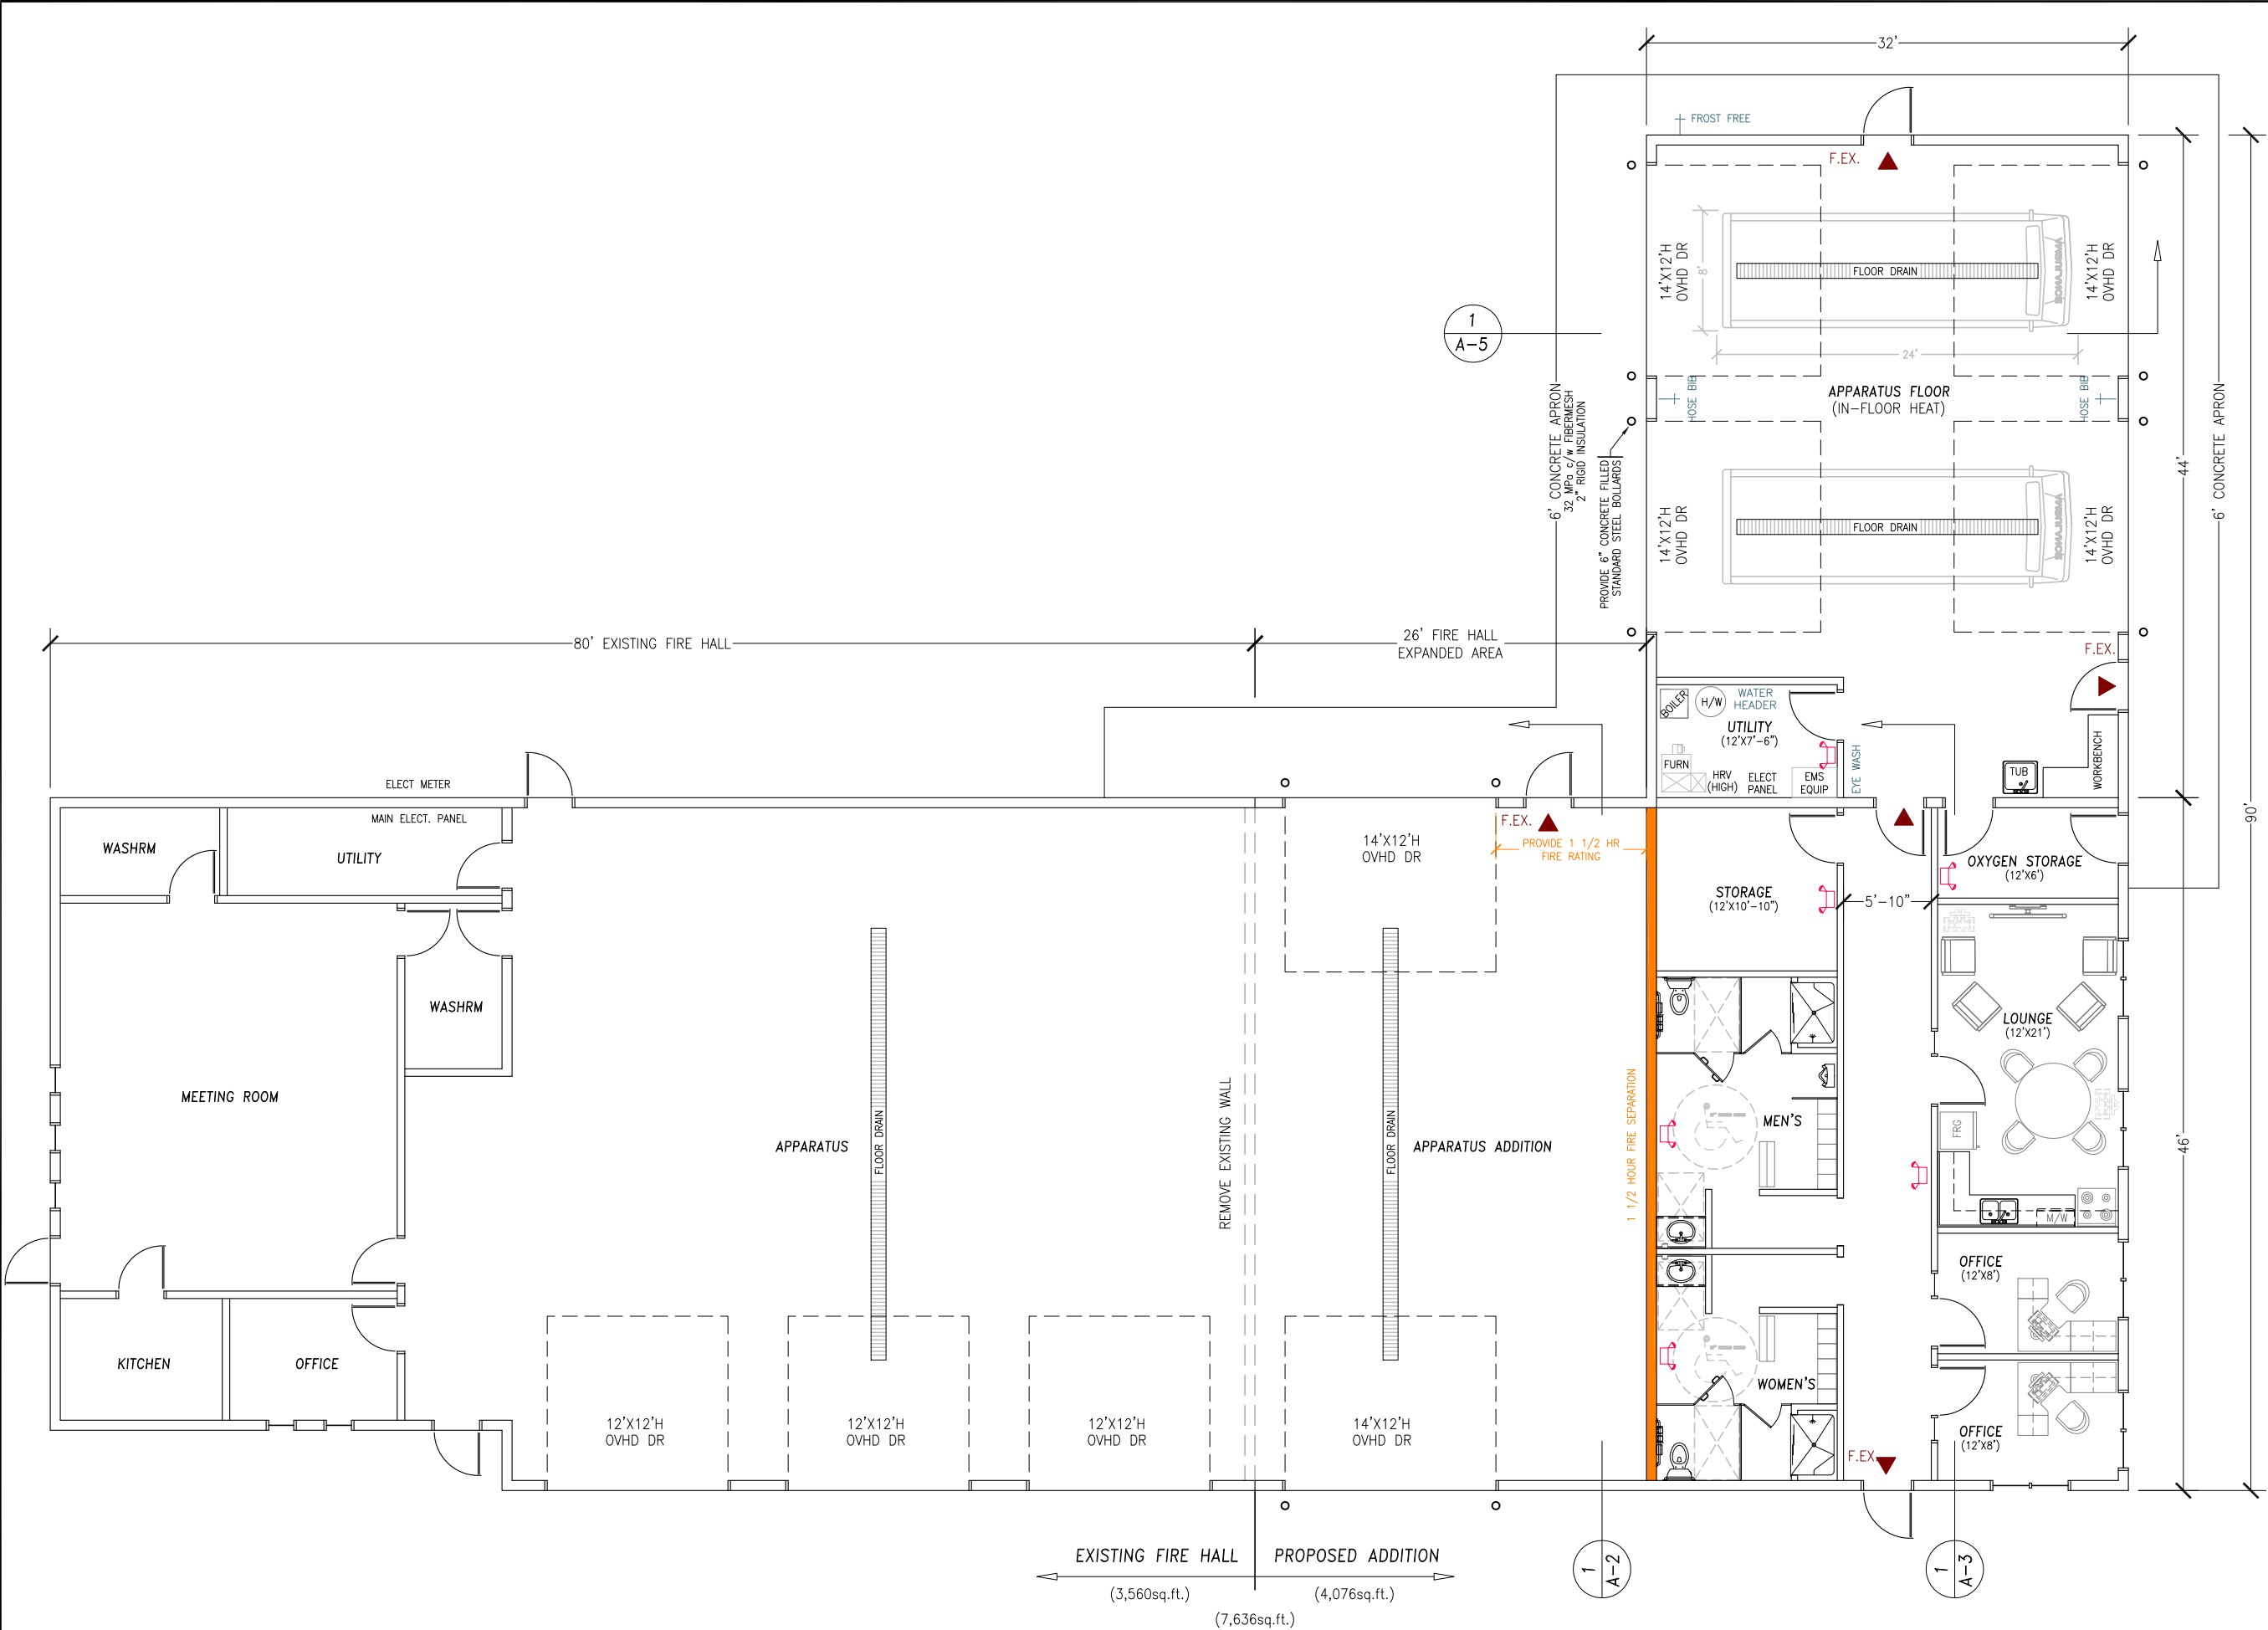 32'
FROST FREE
F.EX.
14'X12'H
OVHD DR
8'
FLOOR DRAIN
AMBULANCE
14'X12'H
OVHD DR
24'
1
A-5
HOSE BIB
APPARATUS FLOOR
(IN-FLOOR HEAT)
HOSE BIB
6' CONCRETE APRON
32 MPa c/w FIBERMESH
2" RIGID INSULATION
PROVIDE 6" CONCRETE FILLED
STANDARD STEEL BOLLARDS
44'
6' CONCRETE APRON
14'X12'H
OVHD DR
FLOOR DRAIN
AMBULANCE
14'X12'H
OVHD DR
80' EXISTING FIRE HALL
26' FIRE HALL
EXPANDED AREA
F.EX.
BOILER
H/W
WATER
HEADER
UTILITY
(12'X7'-6")
FURN
HRV
(HIGH)
ELECT
PANEL
EMS
EQUIP
EYE WASH
TUB
WORKBENCH
90'
ELECT METER
MAIN ELECT. PANEL
WASHRM
UTILITY
14'X12'H
OVHD DR
F.EX.
PROVIDE 1 1/2 HR
FIRE RATING
OXYGEN STORAGE
(12'X6')
STORAGE
(12'X10'-10")
5'-10"
WASHRM
LOUNGE
(12'X21')
MEETING ROOM
APPARATUS
FLOOR DRAIN
REMOVE EXISTING WALL
FLOOR DRAIN
APPARATUS ADDITION
1 1/2 HOUR FIRE SEPARATION
MEN'S
FRG
M/W
46'
OFFICE
(12'X8')
KITCHEN
OFFICE
WOMEN'S
12'X12'H
OVHD DR
12'X12'H
OVHD DR
12'X12'H
OVHD DR
14'X12'H
OVHD DR
OFFICE
(12'X8')
F.EX.
EXISTING FIRE HALL
PROPOSED ADDITION
(3,560sq.ft.)
(4,076sq.ft.)
(7,636sq.ft.)
1
A-2
1
A-3